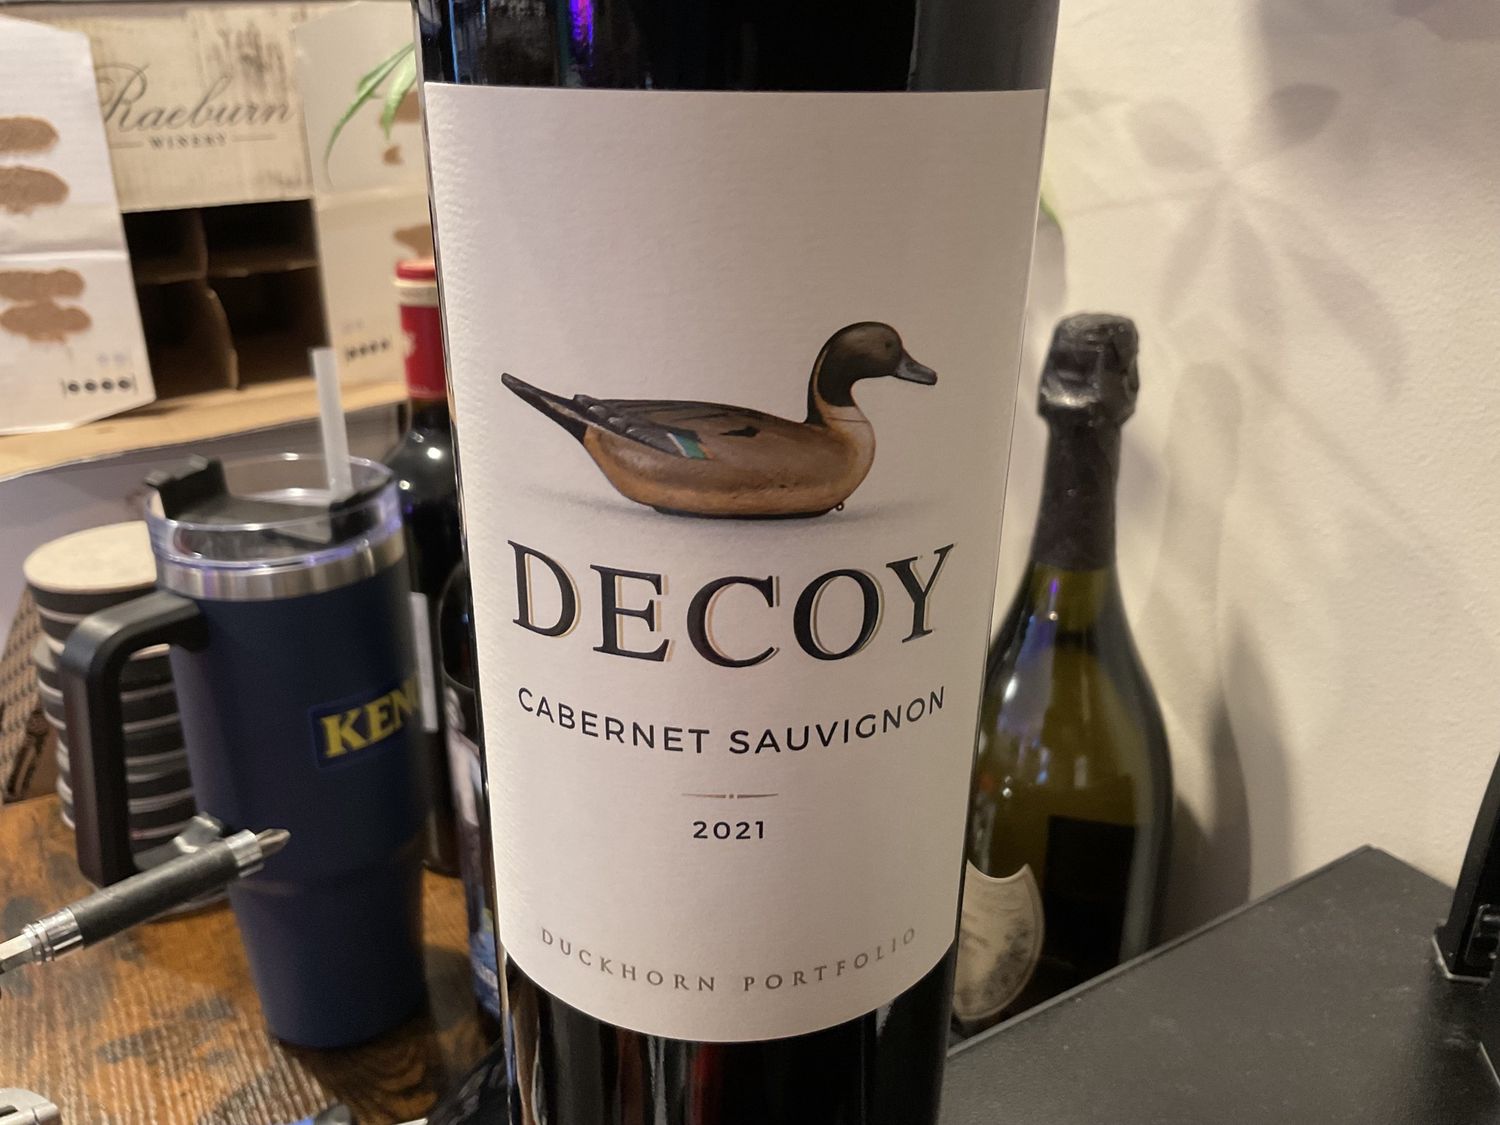 Raeburn
WINERY
KEN
DECOY
CABERNET SAUVIGNON
2021
DUCKHORN PORTFOLIO